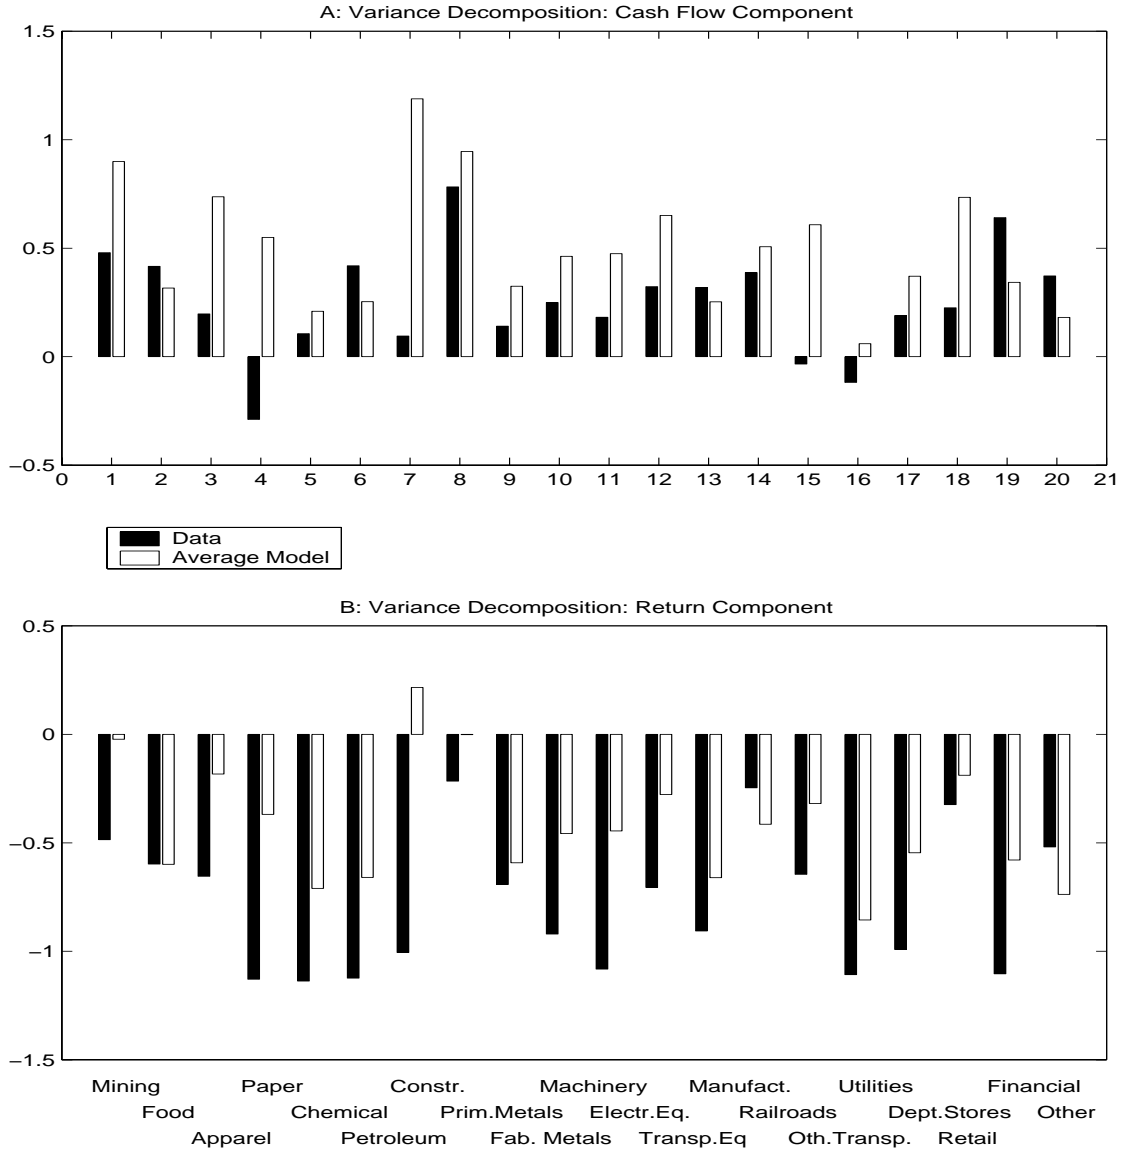 A: Variance Decomposition: Cash Flow Component
1.5
1
0.5
0
−0.5
0 1 2 3 4 5 6 7 8 9 10 11 12 13 14 15 16 17 18 19 20 21
Data
Average Model
B: Variance Decomposition: Return Component
0.5
0
−0.5
−1
−1.5
Mining Paper Constr. Machinery Manufact. Utilities Financial
Food Chemical Prim.Metals Electr.Eq. Railroads Dept.Stores Other
Apparel Petroleum Fab. Metals Transp.Eq Oth.Transp. Retail